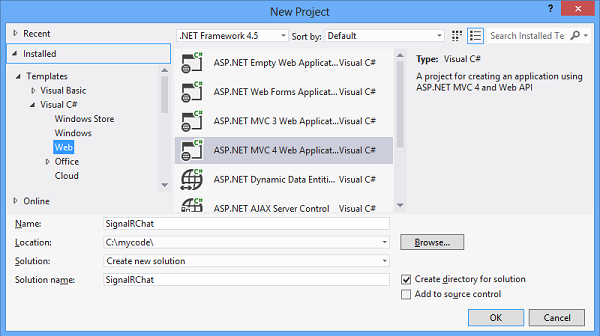 New Project
Recent
Installed
Templates
Visual Basic
Visual C#
Windows Store
Windows
Web
Office
Cloud
Online
.NET Framework 4.5
Sort by: Default
Search Installed Te
C# ASP.NET Empty Web Applicat...Visual C#
C# ASP.NET Web Forms Applicat...Visual C#
C# ASP.NET MVC 3 Web Applicat...Visual C#
C# ASP.NET MVC 4 Web Applicat...Visual C#
C# ASP.NET Dynamic Data Entiti...Visual C#
C# ASP.NET AJAX Server Control Visual C#
Type: Visual C#
A project for creating an application using
ASP.NET MVC 4 and Web API
Name: SignalRChat
Location: C:\mycode\
Browse...
Solution: Create new solution
Solution name: SignalRChat
Create directory for solution
Add to source control
OK Cancel